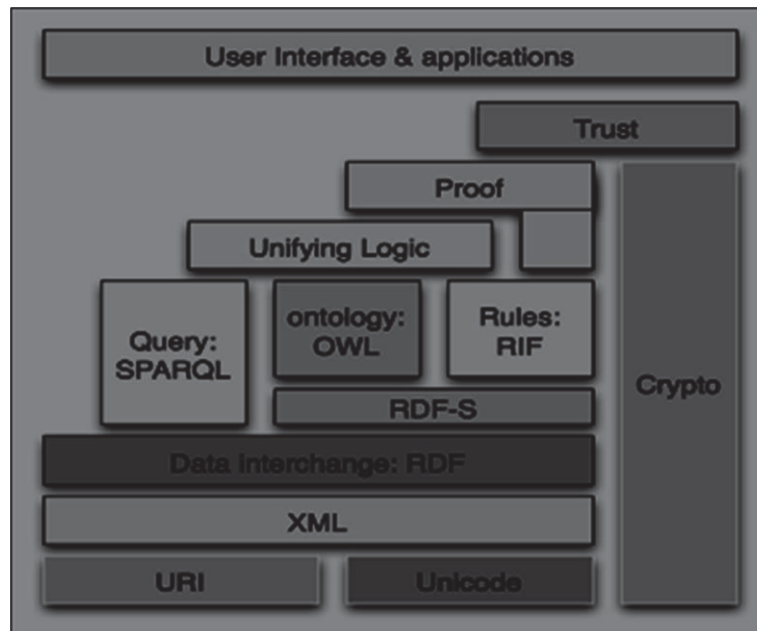 User Interface & applications
Trust
Proof
Unifying Logic
Query:
SPARQL
ontology:
OWL
Rules:
RIF
Crypto
RDF-S
Data interchange: RDF
XML
URI
Unicode